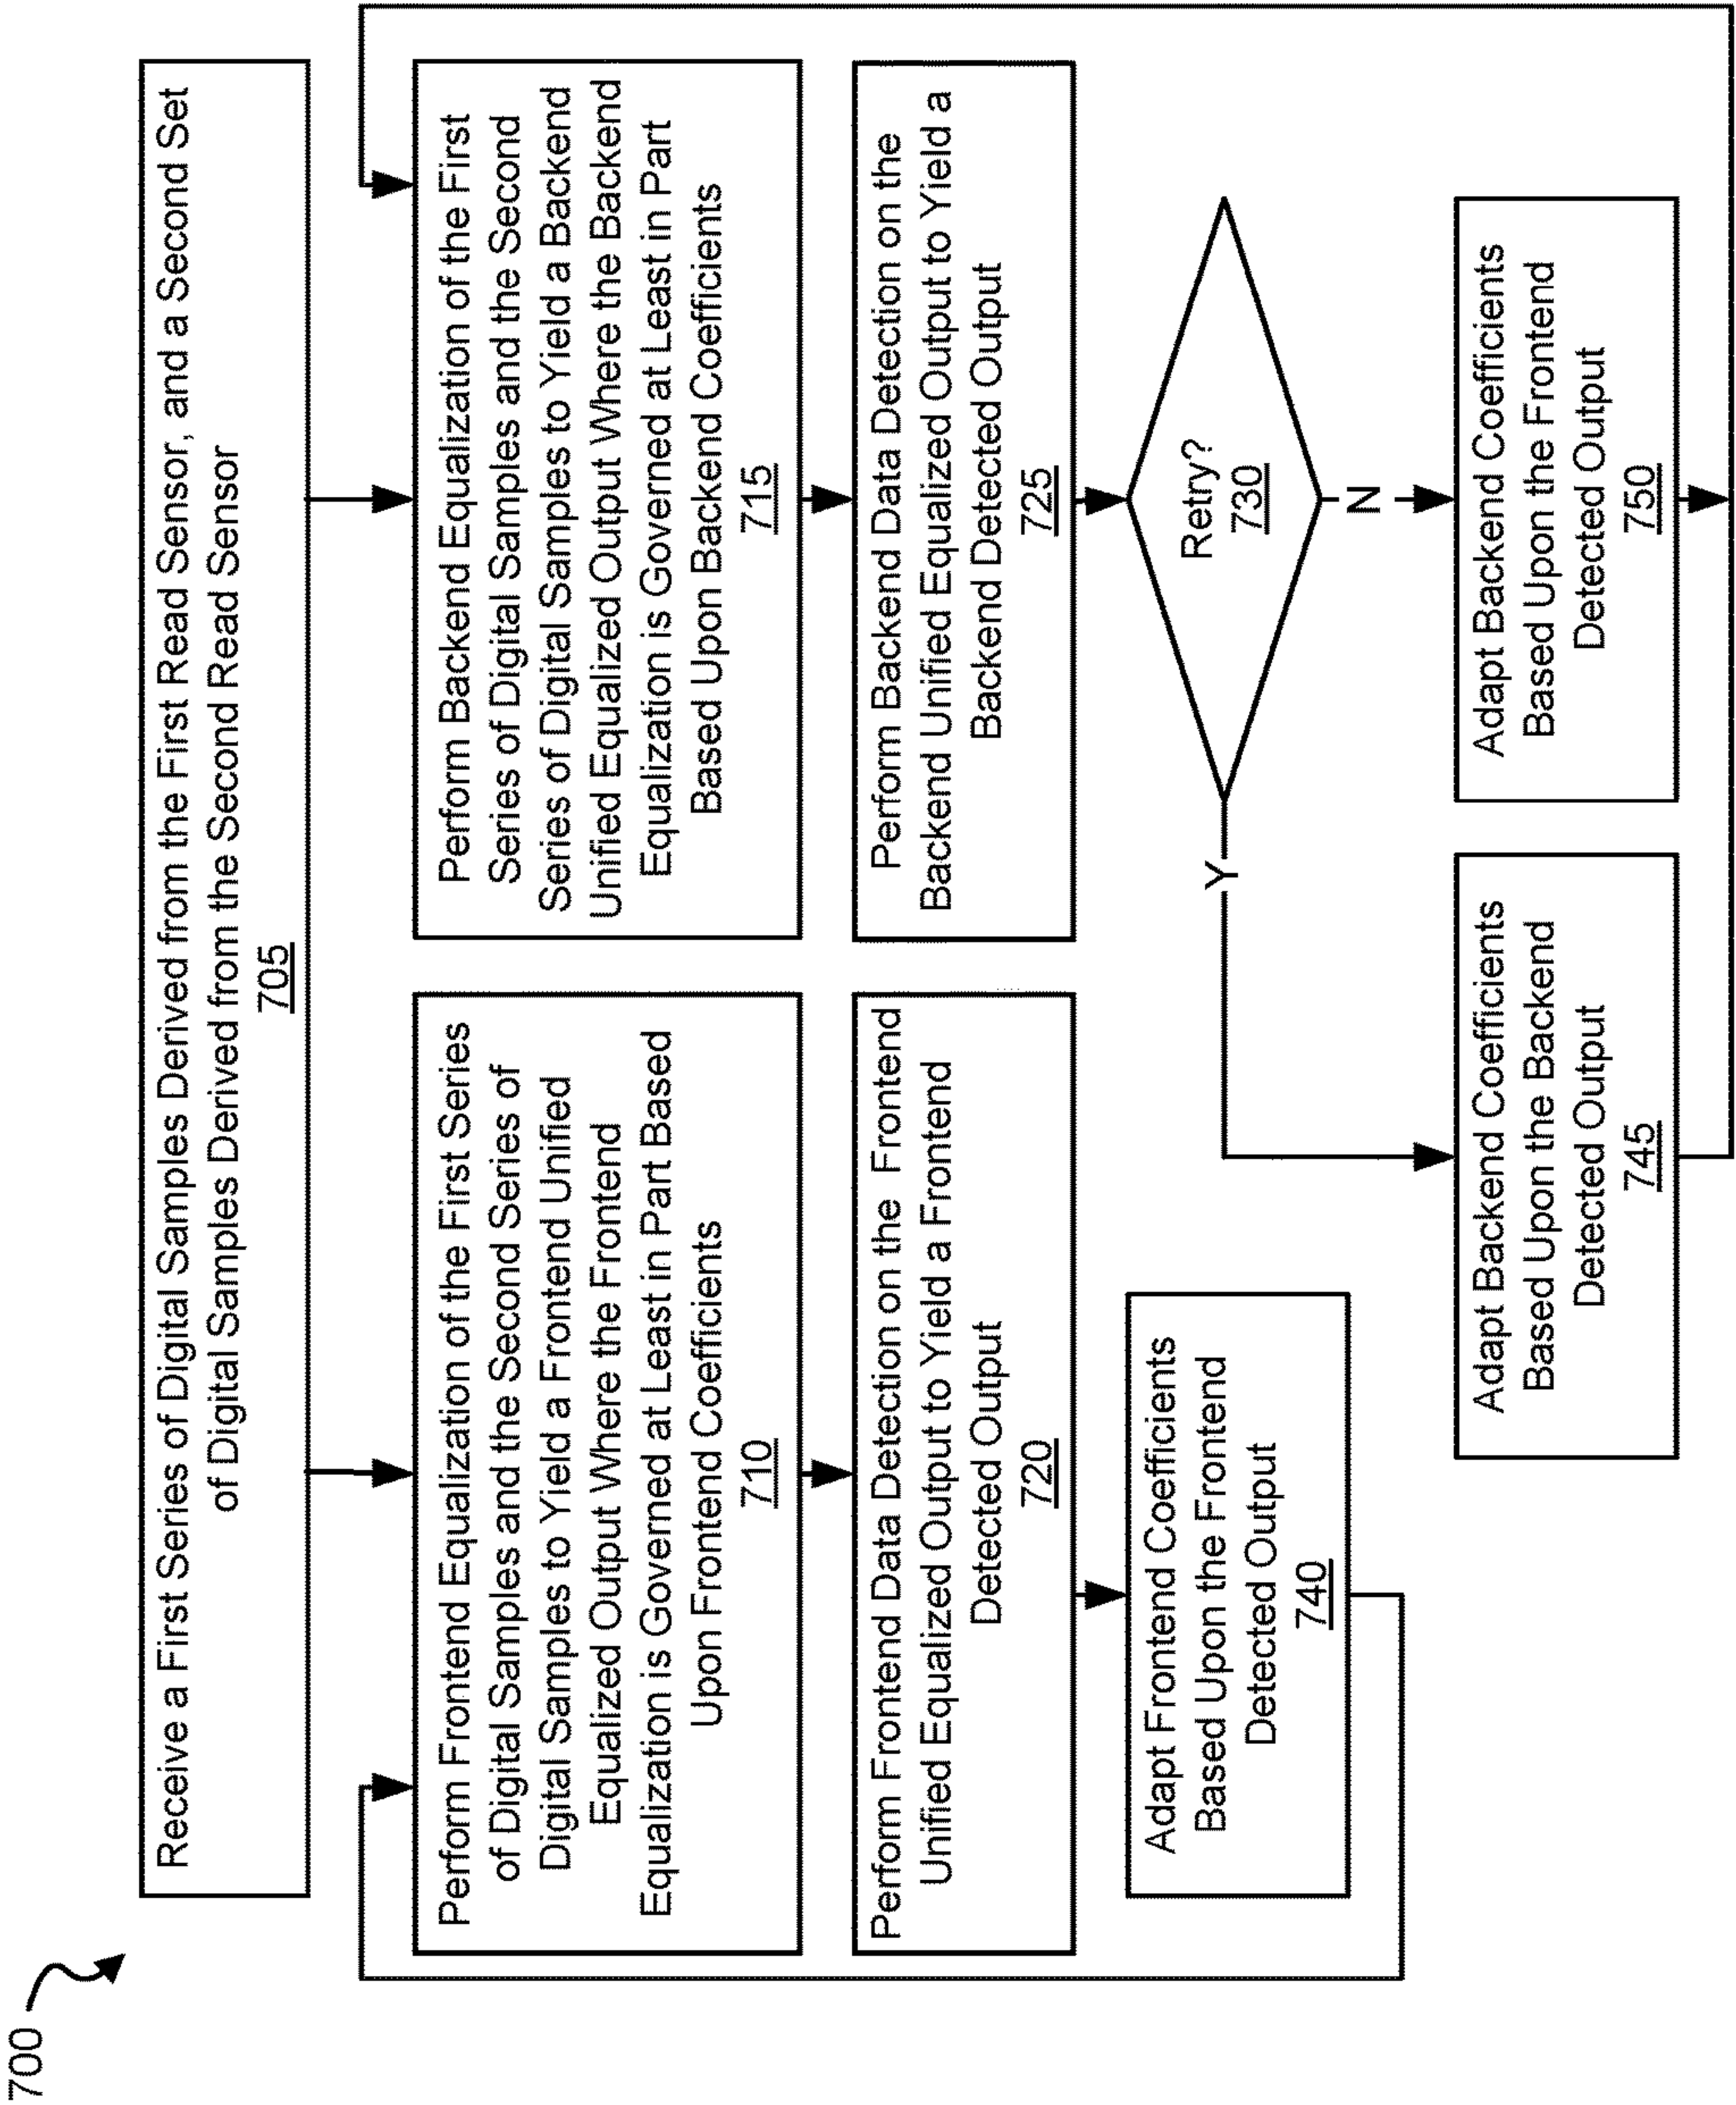 700
Receive a First Series of Digital Samples Derived from the First Read Sensor, and a Second Set
of Digital Samples Derived from the Second Read Sensor
705
Perform Frontend Equalization of the First Series
of Digital Samples and the Second Series of
Digital Samples to Yield a Frontend Unified
Equalized Output Where the Frontend
Equalization is Governed at Least in Part Based
Upon Frontend Coefficients
710
Perform Backend Equalization of the First
Series of Digital Samples and the Second
Series of Digital Samples to Yield a Backend
Unified Equalized Output Where the Backend
Equalization is Governed at Least in Part
Based Upon Backend Coefficients
715
Perform Frontend Data Detection on the Frontend
Unified Equalized Output to Yield a Frontend
Detected Output
720
Perform Backend Data Detection on the
Backend Unified Equalized Output to Yield a
Backend Detected Output
725
Adapt Frontend Coefficients
Based Upon the Frontend
Detected Output
740
Retry?
730
Y
N
Adapt Backend Coefficients
Based Upon the Backend
Detected Output
745
Adapt Backend Coefficients
Based Upon the Frontend
Detected Output
750